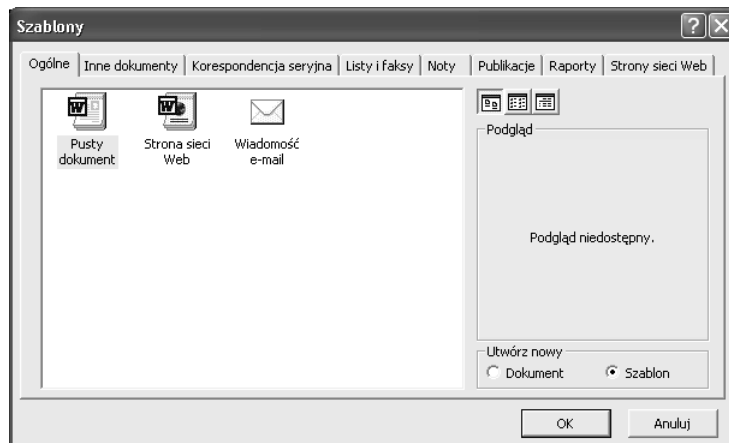 Szablony
Ogólne Inne dokumenty Korespondencja seryjna Listy i faksy Noty Publikacje Raporty Strony sieci Web
Pusty dokument
Strona sieci Web
Wiadomość e-mail
Podgląd
Podgląd niedostępny.
Utwórz nowy
Dokument Szablon
OK Anuluj